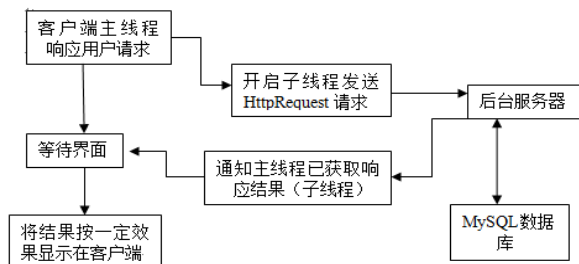 客户端主线程
响应用户请求
开启子线程发送
HttpRequest 请求
后台服务器
等待界面
通知主线程已获取响
应结果（子线程）
将结果按一定效
果显示在客户端
MySQL数据
库